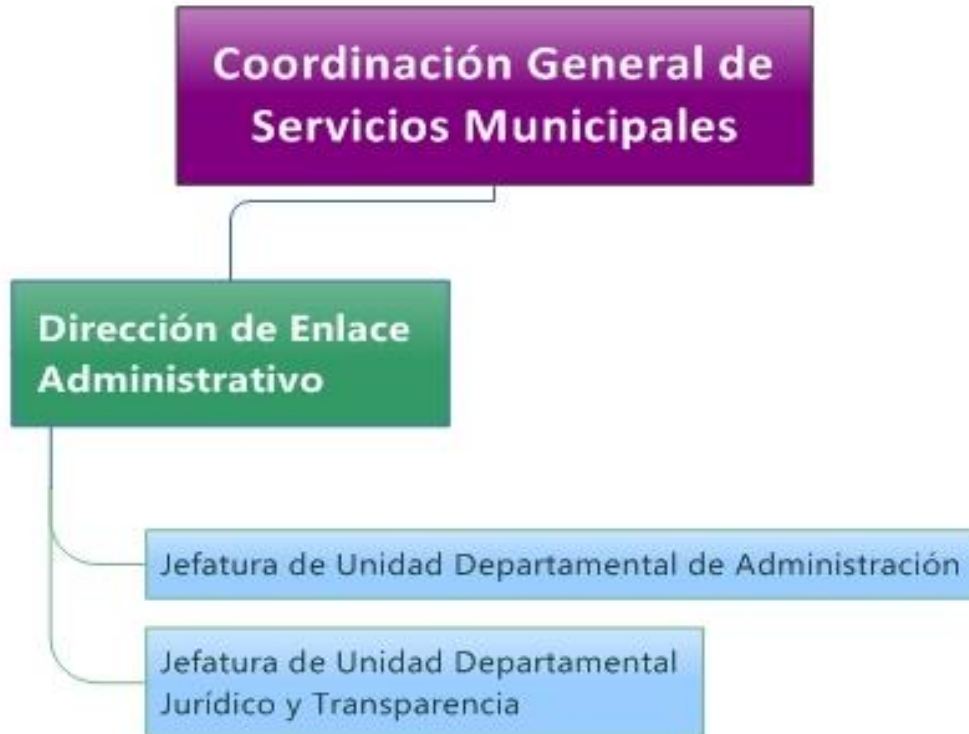 Coordinación General de
Servicios Municipales
Dirección de Enlace
Administrativo
Jefatura de Unidad Departamental de Administración
Jefatura de Unidad Departamental
Jurídico y Transparencia